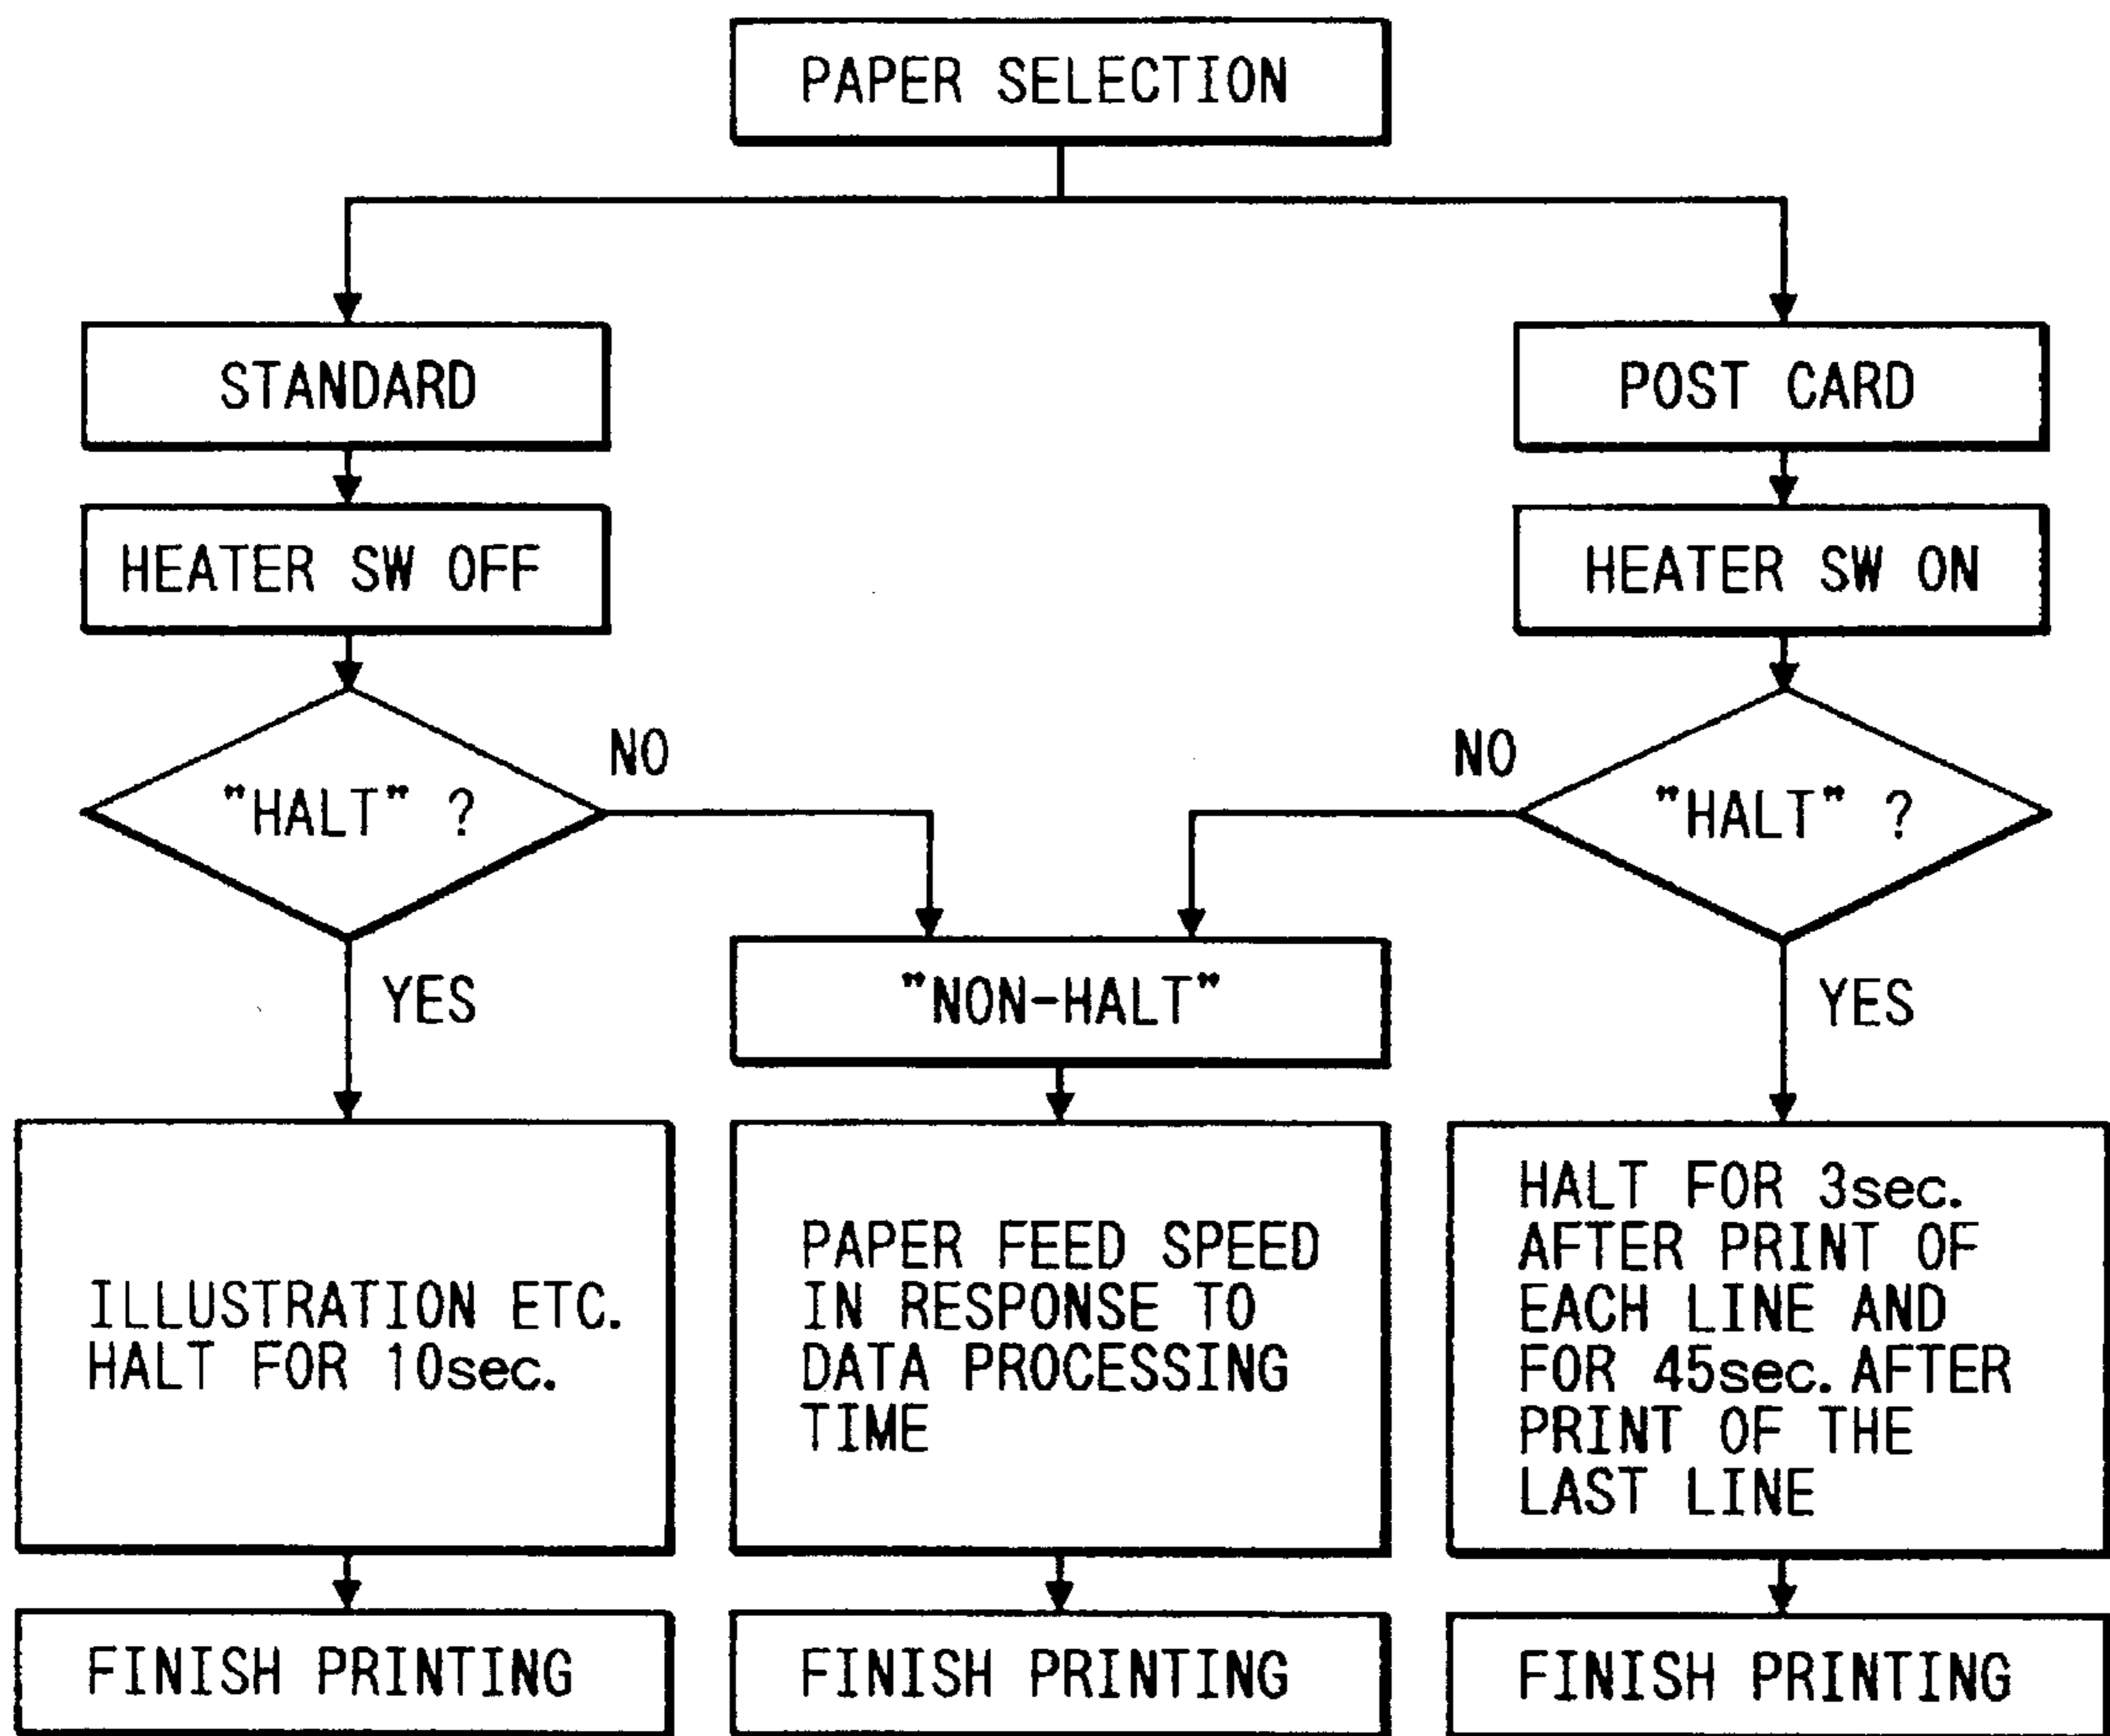 PAPER SELECTION
STANDARD
POST CARD
HEATER SW OFF
HEATER SW ON
"HALT" ?
NO
NO
"HALT" ?
YES
"NON-HALT"
YES
ILLUSTRATION ETC.
HALT FOR 10sec.
PAPER FEED SPEED
IN RESPONSE TO
DATA PROCESSING
TIME
HALT FOR 3sec.
AFTER PRINT OF
EACH LINE AND
FOR 45sec. AFTER
PRINT OF THE
LAST LINE
FINISH PRINTING
FINISH PRINTING
FINISH PRINTING